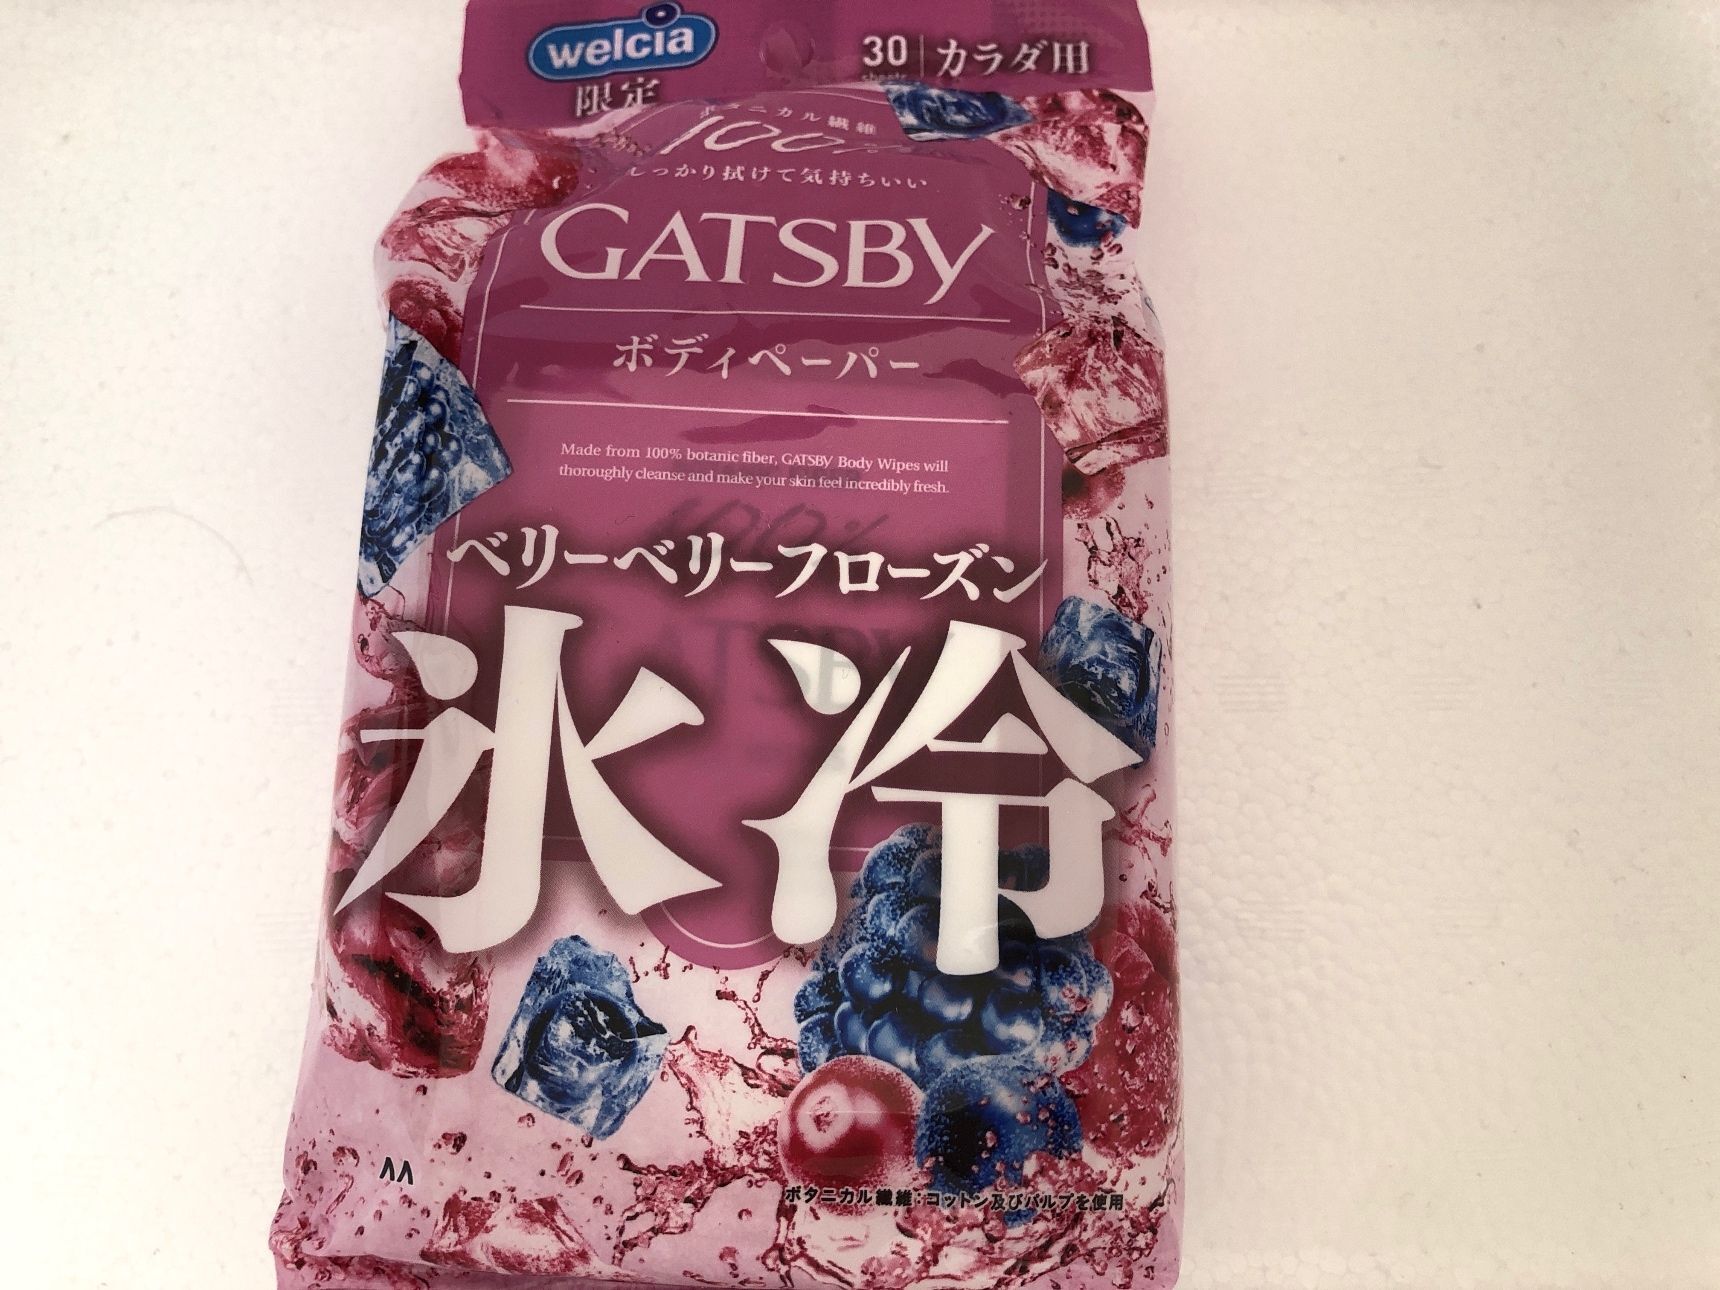 welcia
限定
30 カラダ用
sheets
ボタニカル繊維
100%
しっかり拭けて気持ちいい
GATSBY
ボディペーパー
Made from 100% botanic fiber, GATSBY Body Wipes will
thoroughly cleanse and make your skin feel incredibly fresh.
ベリーベリーフローズン
氷冷
ボタニカル繊維:コットン及びパルプを使用